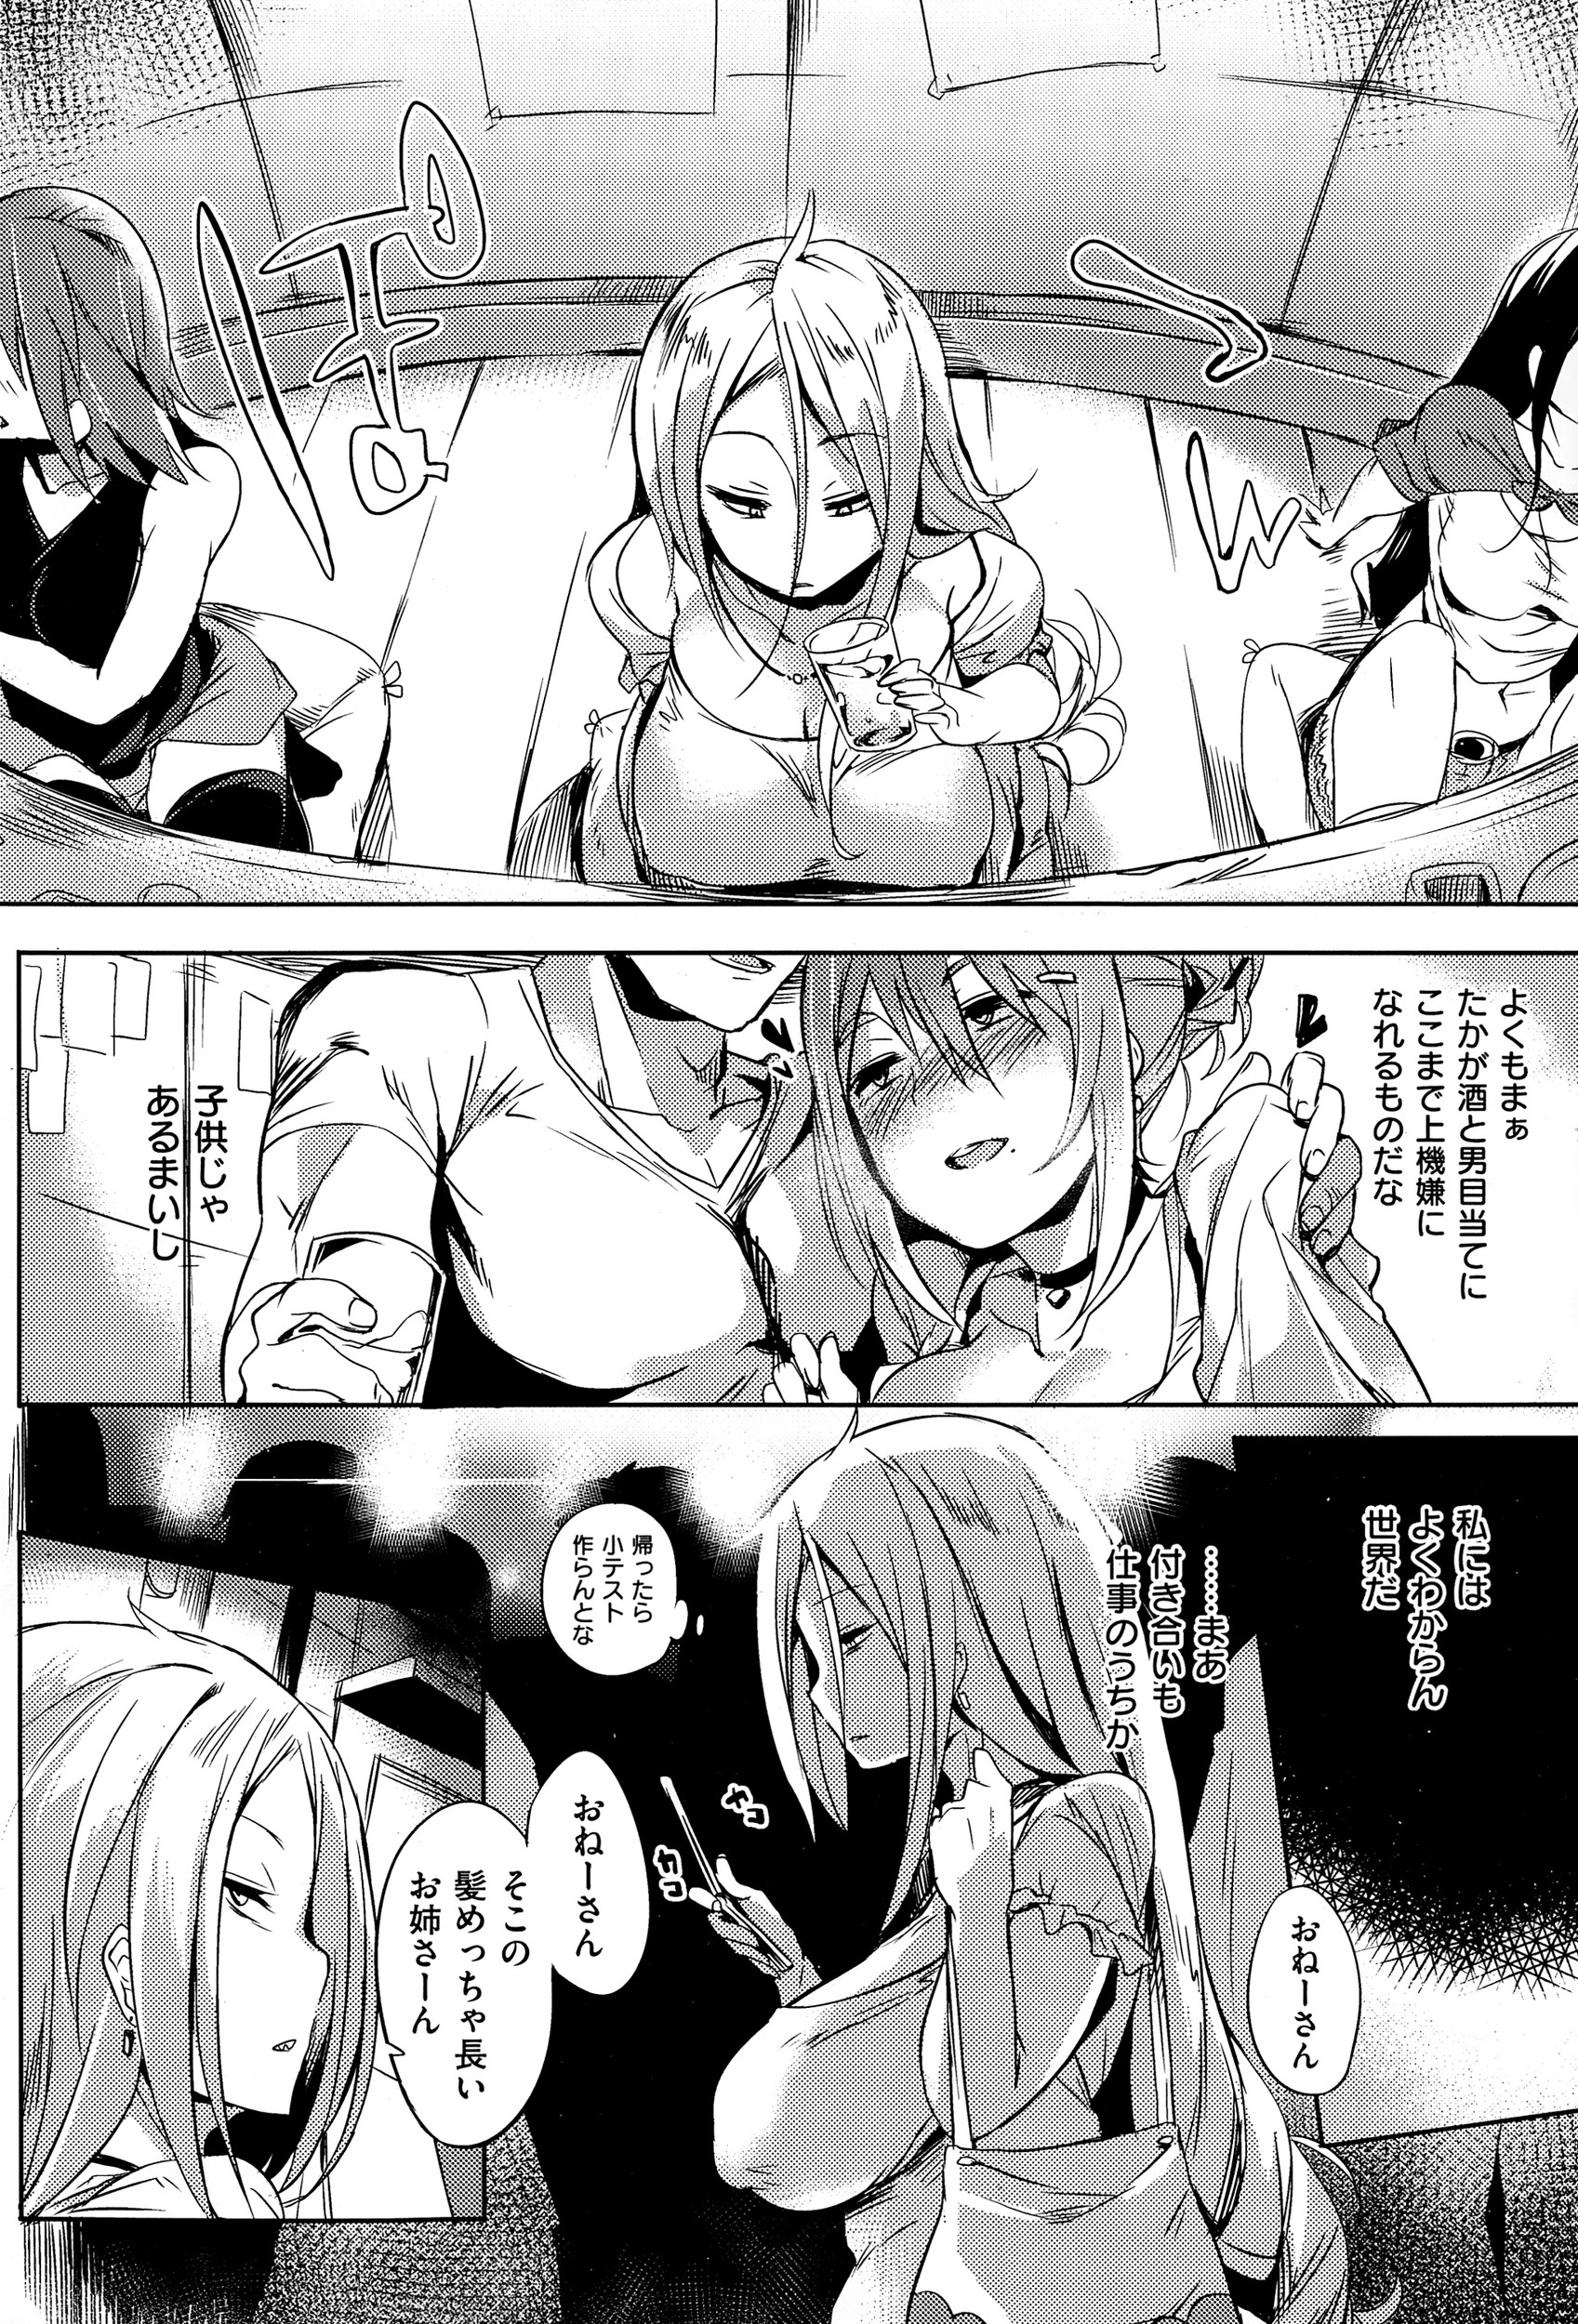 よくもまぁ
たかが酒と男目当てに
ここまで上機嫌に
なれるものだな
子供じゃ
あるまいし
私には
よくわからん
世界だ
……まあ
付き合いも
仕事のうちか
帰ったら
小テスト
作らんとな
おねーさん
カコ
カコ
おねーさん
そこの
髪めっちゃ長い
お姉さーん